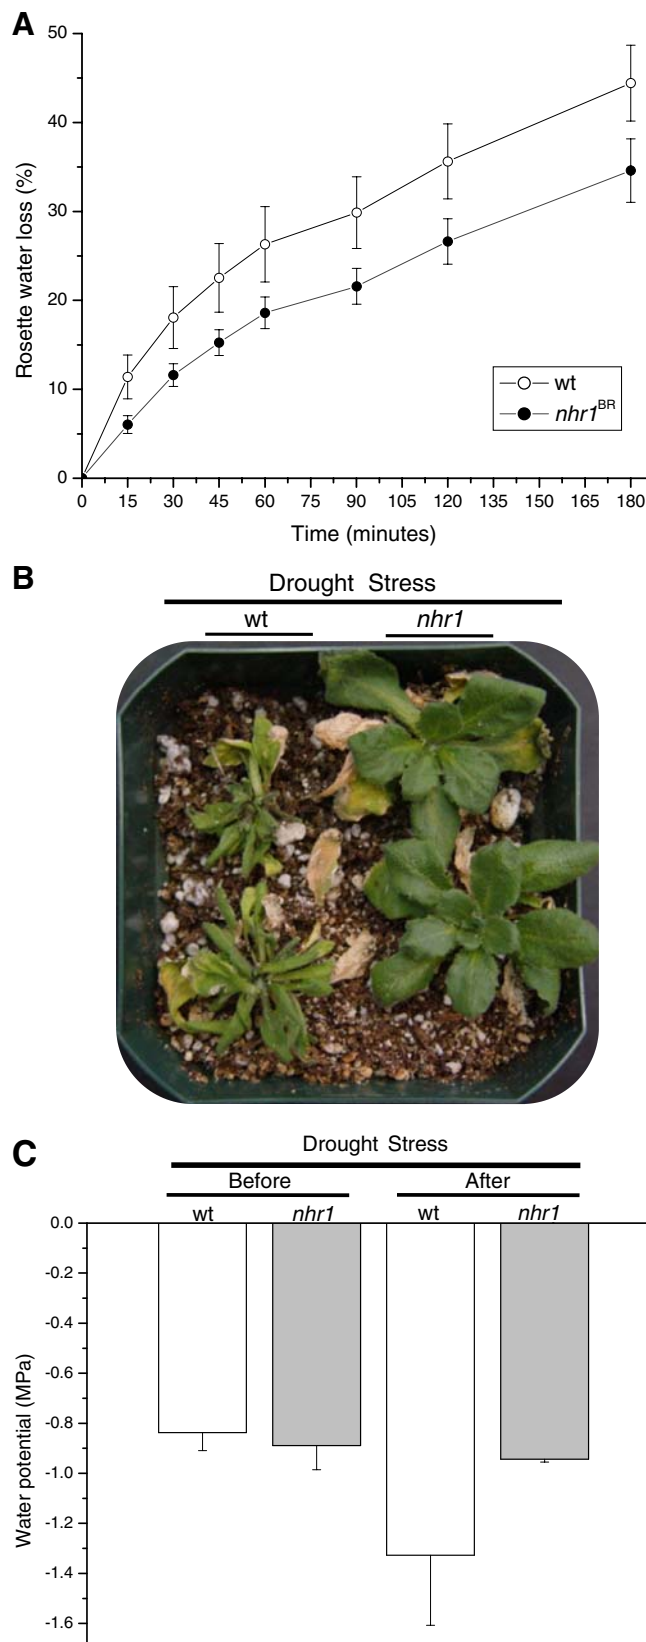 A
50
40
30
20
10
0
Rosette water loss (%)
wt
nhr1BR
0 15 30 45 60 75 90 105 120 135 150 165 180
Time (minutes)
B
Drought Stress
wt nhr1
C
Drought Stress
Before After
wt nhr1 wt nhr1
0.0
-0.2
-0.4
-0.6
-0.8
-1.0
-1.2
-1.4
-1.6
Water potential (MPa)